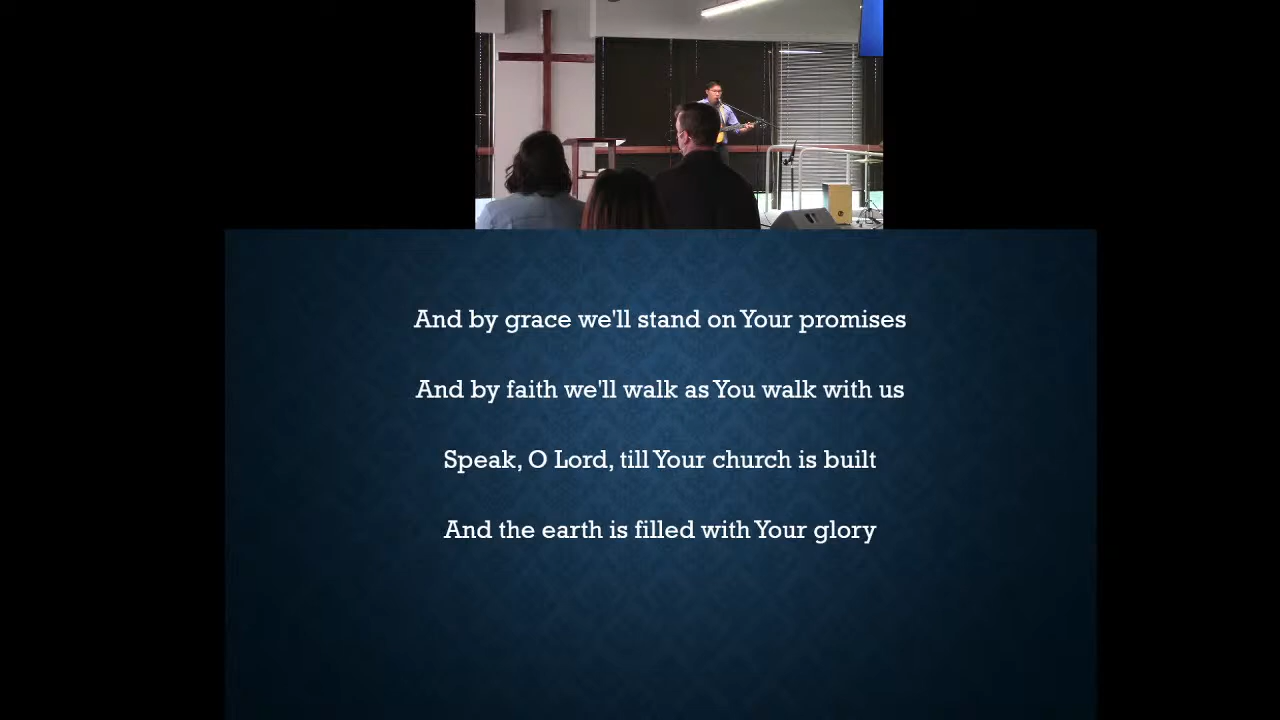 And by grace we'll stand on Your promises
And by faith we'll walk as You walk with us
Speak, O Lord, till Your church is built
And the earth is filled with Your glory